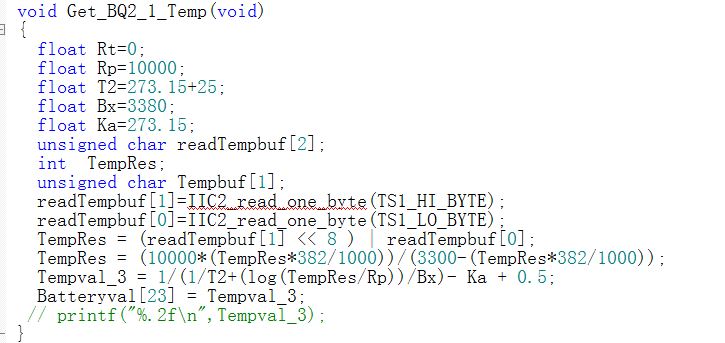 void Get_BQ2_1_Temp(void)
{
float Rt=0;
float Rp=10000;
float T2=273.15+25;
float Bx=3380;
float Ka=273.15;
unsigned char readTempbuf[2];
int  TempRes;
unsigned char Tempbuf[1];
readTempbuf[1]=IIC2_read_one_byte(TS1_HI_BYTE);
readTempbuf[0]=IIC2_read_one_byte(TS1_LO_BYTE);
TempRes = (readTempbuf[1] << 8 ) | readTempbuf[0];
TempRes = (10000*(TempRes*382/1000))/(3300-(TempRes*382/1000));
Tempval_3 = 1/(1/T2+(log(TempRes/Rp))/Bx)- Ka + 0.5;
Batteryval[23] = Tempval_3;
// printf("%.2f\n",Tempval_3);
}